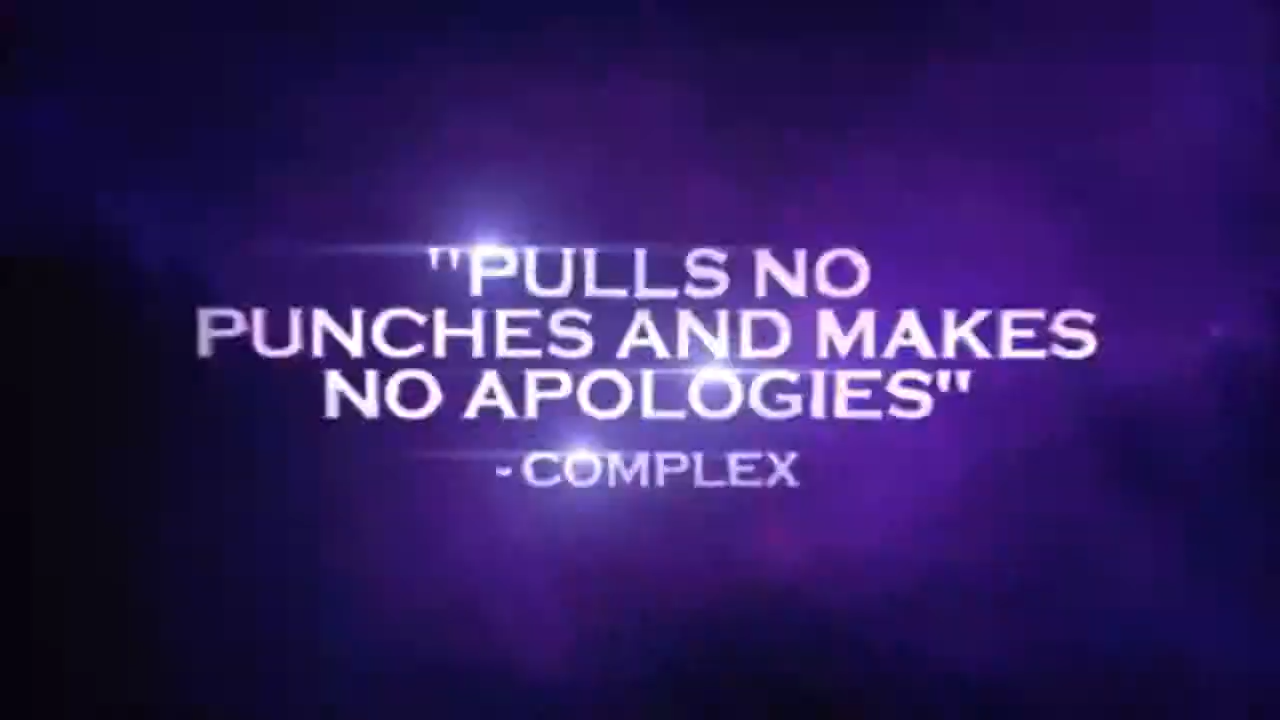 "PULLS NO
PUNCHES AND MAKES
NO APOLOGIES"
- COMPLEX